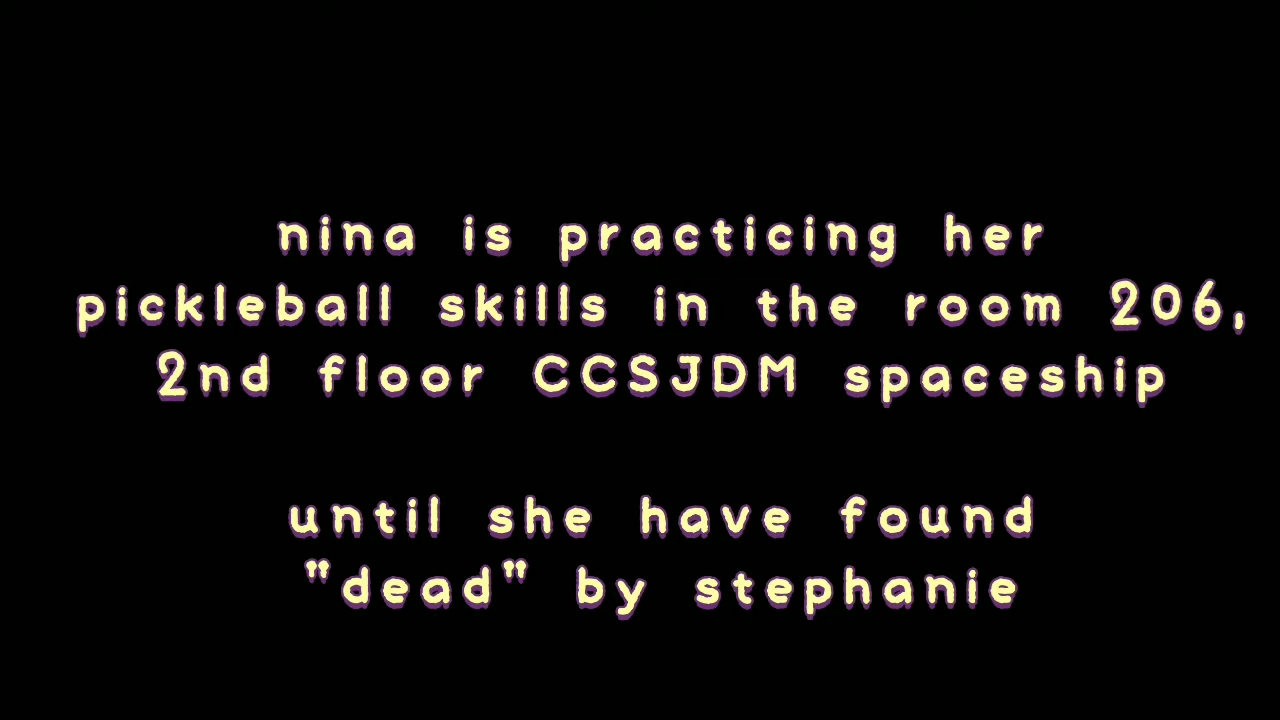 nina is practicing her
pickleball skills in the room 206,
2nd floor CCSJDM spaceship
until she have found
"dead" by stephanie